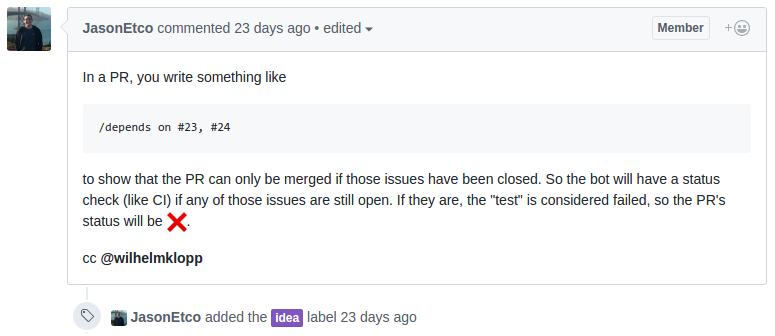 JasonEtco commented 23 days ago • edited
Member
In a PR, you write something like
/depends on #23, #24
to show that the PR can only be merged if those issues have been closed. So the bot will have a status
check (like CI) if any of those issues are still open. If they are, the "test" is considered failed, so the PR's
status will be ❌.
cc @wilhelmklopp
JasonEtco added the idea label 23 days ago